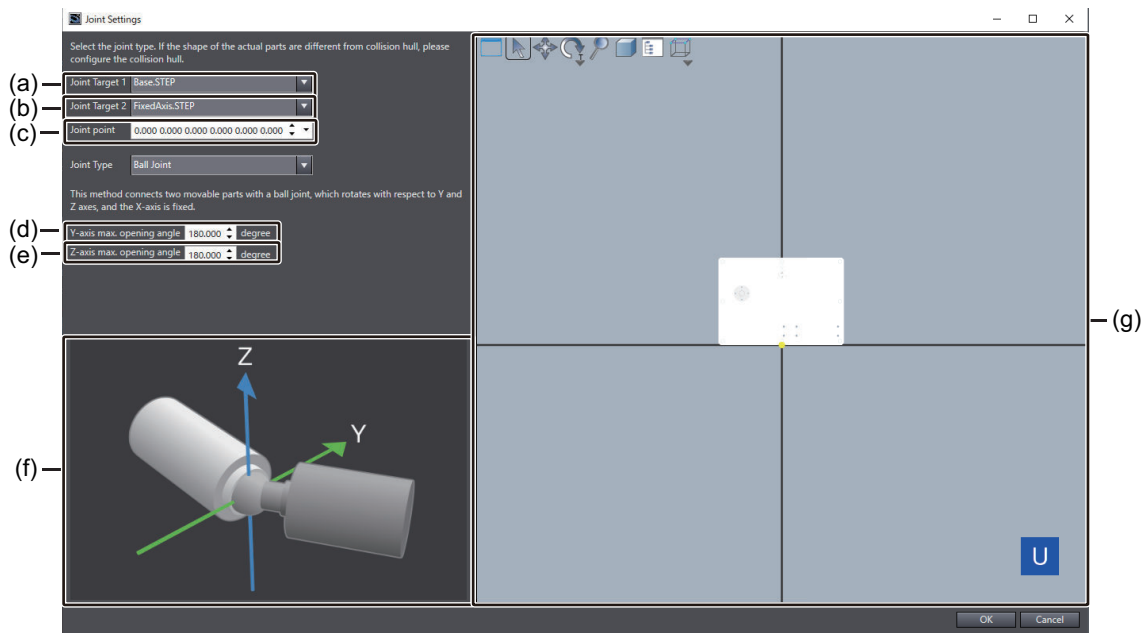 Joint Settings
Select the joint type. If the shape of the actual parts are different from collision hull, please
configure the collision hull.
(a)
Joint Target 1 Base.STEP
(b)
Joint Target 2 FixedAxis.STEP
(c)
Joint point 0.000 0.000 0.000 0.000 0.000 0.000
Joint Type Ball Joint
This method connects two movable parts with a ball joint, which rotates with respect to Y and
Z axes, and the X-axis is fixed.
(d)
Y-axis max. opening angle 180.000 degree
(e)
Z-axis max. opening angle 180.000 degree
(f)
Z
Y
(g)
U
OK Cancel